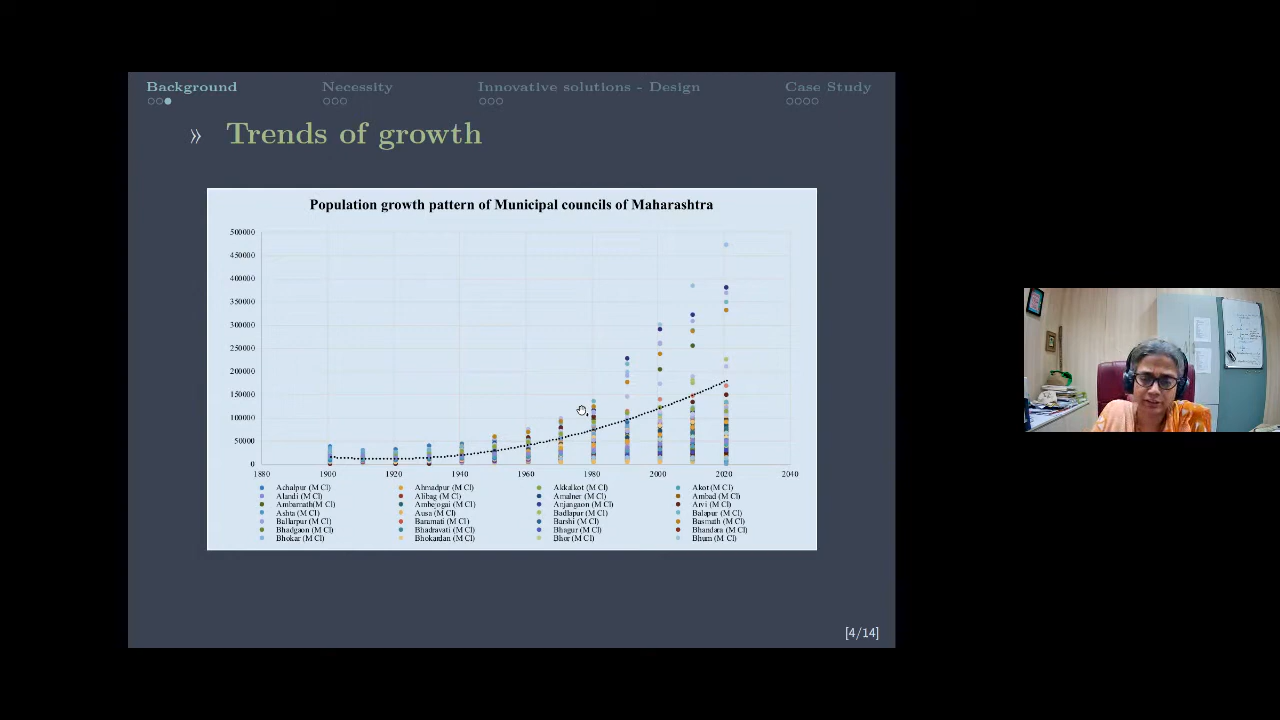 Background Necessity Innovative solutions - Design Case Study
» Trends of growth
Population growth pattern of Municipal councils of Maharashtra
500000
450000
400000
350000
300000
250000
200000
150000
100000
50000
0
1880 1900 1920 1940 1960 1980 2000 2020 2040
Achalpur (M Cl) Ahmadpur (M Cl) Akkalkot (M Cl) Akot (M Cl)
Alandi (M Cl) Alibag (M Cl) Amalner (M Cl) Ambad (M Cl)
Ambarnath(M Cl) Ambejogai (M Cl) Anjangaon (M Cl) Arvi (M Cl)
Ashta (M Cl) Ausa (M Cl) Badlapur (M Cl) Balapur (M Cl)
Ballarpur (M Cl) Baramati (M Cl) Barshi (M Cl) Basmath (M Cl)
Bhadgaon (M Cl) Bhadravati (M Cl) Bhagur (M Cl) Bhandara (M Cl)
Bhokar (M Cl) Bhokardan (M Cl) Bhor (M Cl) Bhum (M Cl)
[4/14]